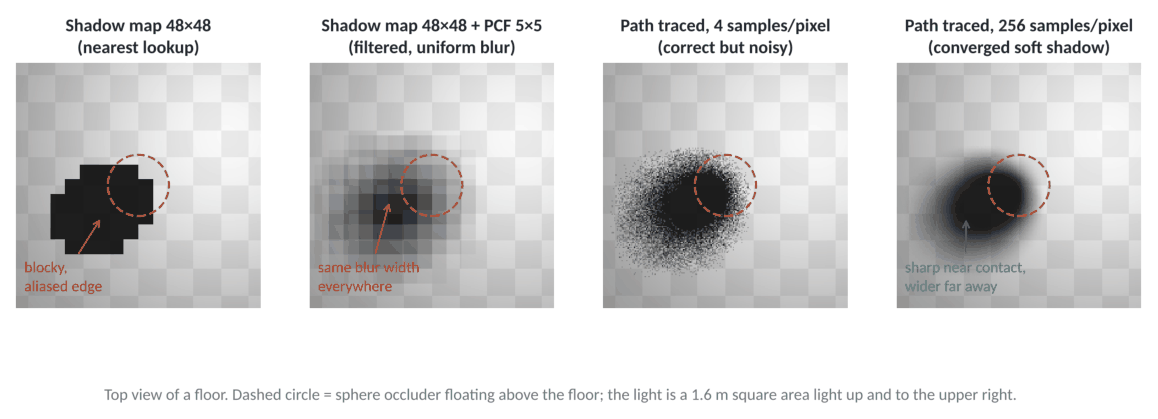 Shadow map 48×48
(nearest lookup)
Shadow map 48×48 + PCF 5×5
(filtered, uniform blur)
Path traced, 4 samples/pixel
(correct but noisy)
Path traced, 256 samples/pixel
(converged soft shadow)
blocky,
aliased edge
same blur width
everywhere
sharp near contact,
wider far away
Top view of a floor. Dashed circle = sphere occluder floating above the floor; the light is a 1.6 m square area light up and to the upper right.